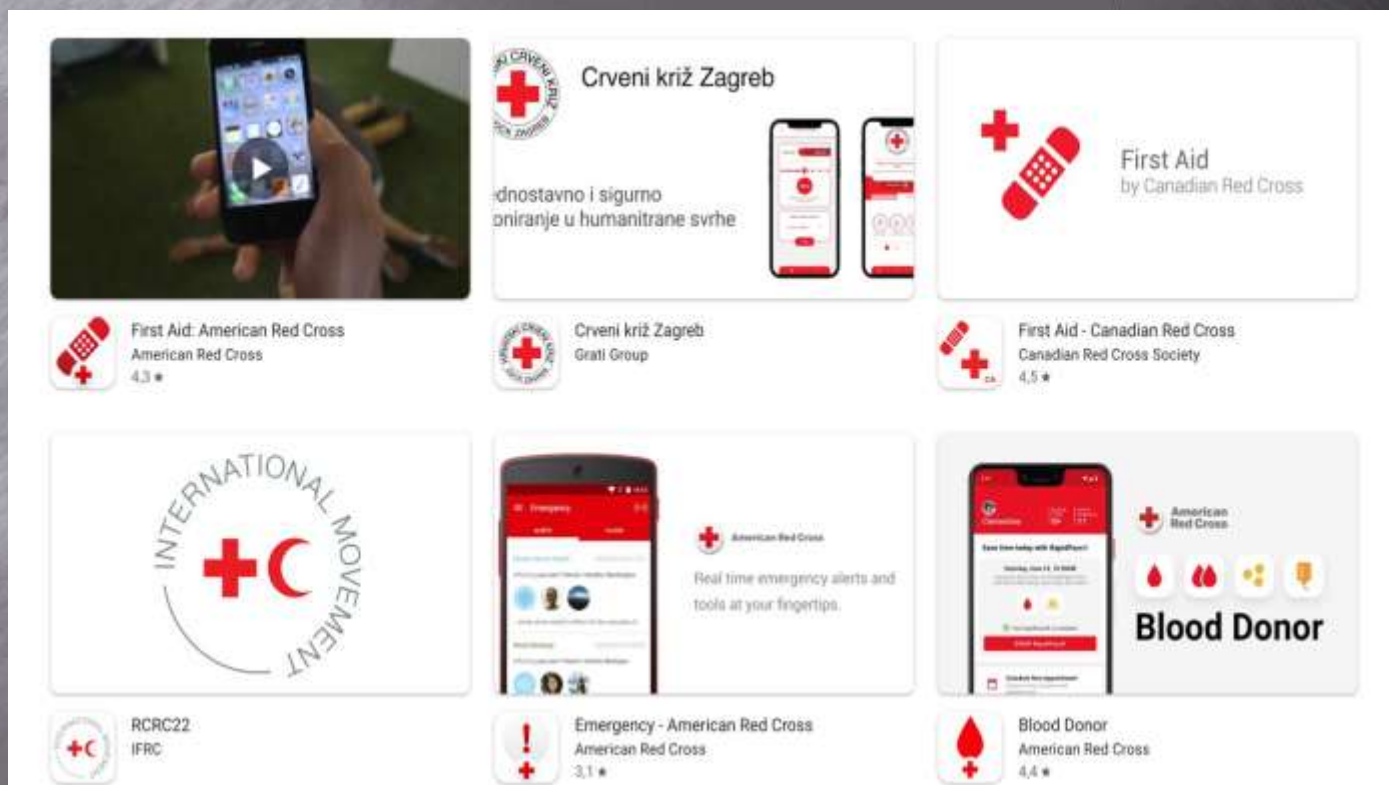 Crveni križ Zagreb
ednostavno i sigurno
oniranje u humanitrane svrhe
First Aid
by Canadian Red Cross
First Aid: American Red Cross
American Red Cross
4,3 ★
Crveni križ Zagreb
Grati Group
First Aid - Canadian Red Cross
Canadian Red Cross Society
4,5 ★
INTERNATIONAL MOVEMENT
Emergency
American Red Cross
Real time emergency alerts and
tools at your fingertips.
American
Red Cross
Blood Donor
RCRC22
IFRC
Emergency - American Red Cross
American Red Cross
3,1 ★
Blood Donor
American Red Cross
4,4 ★